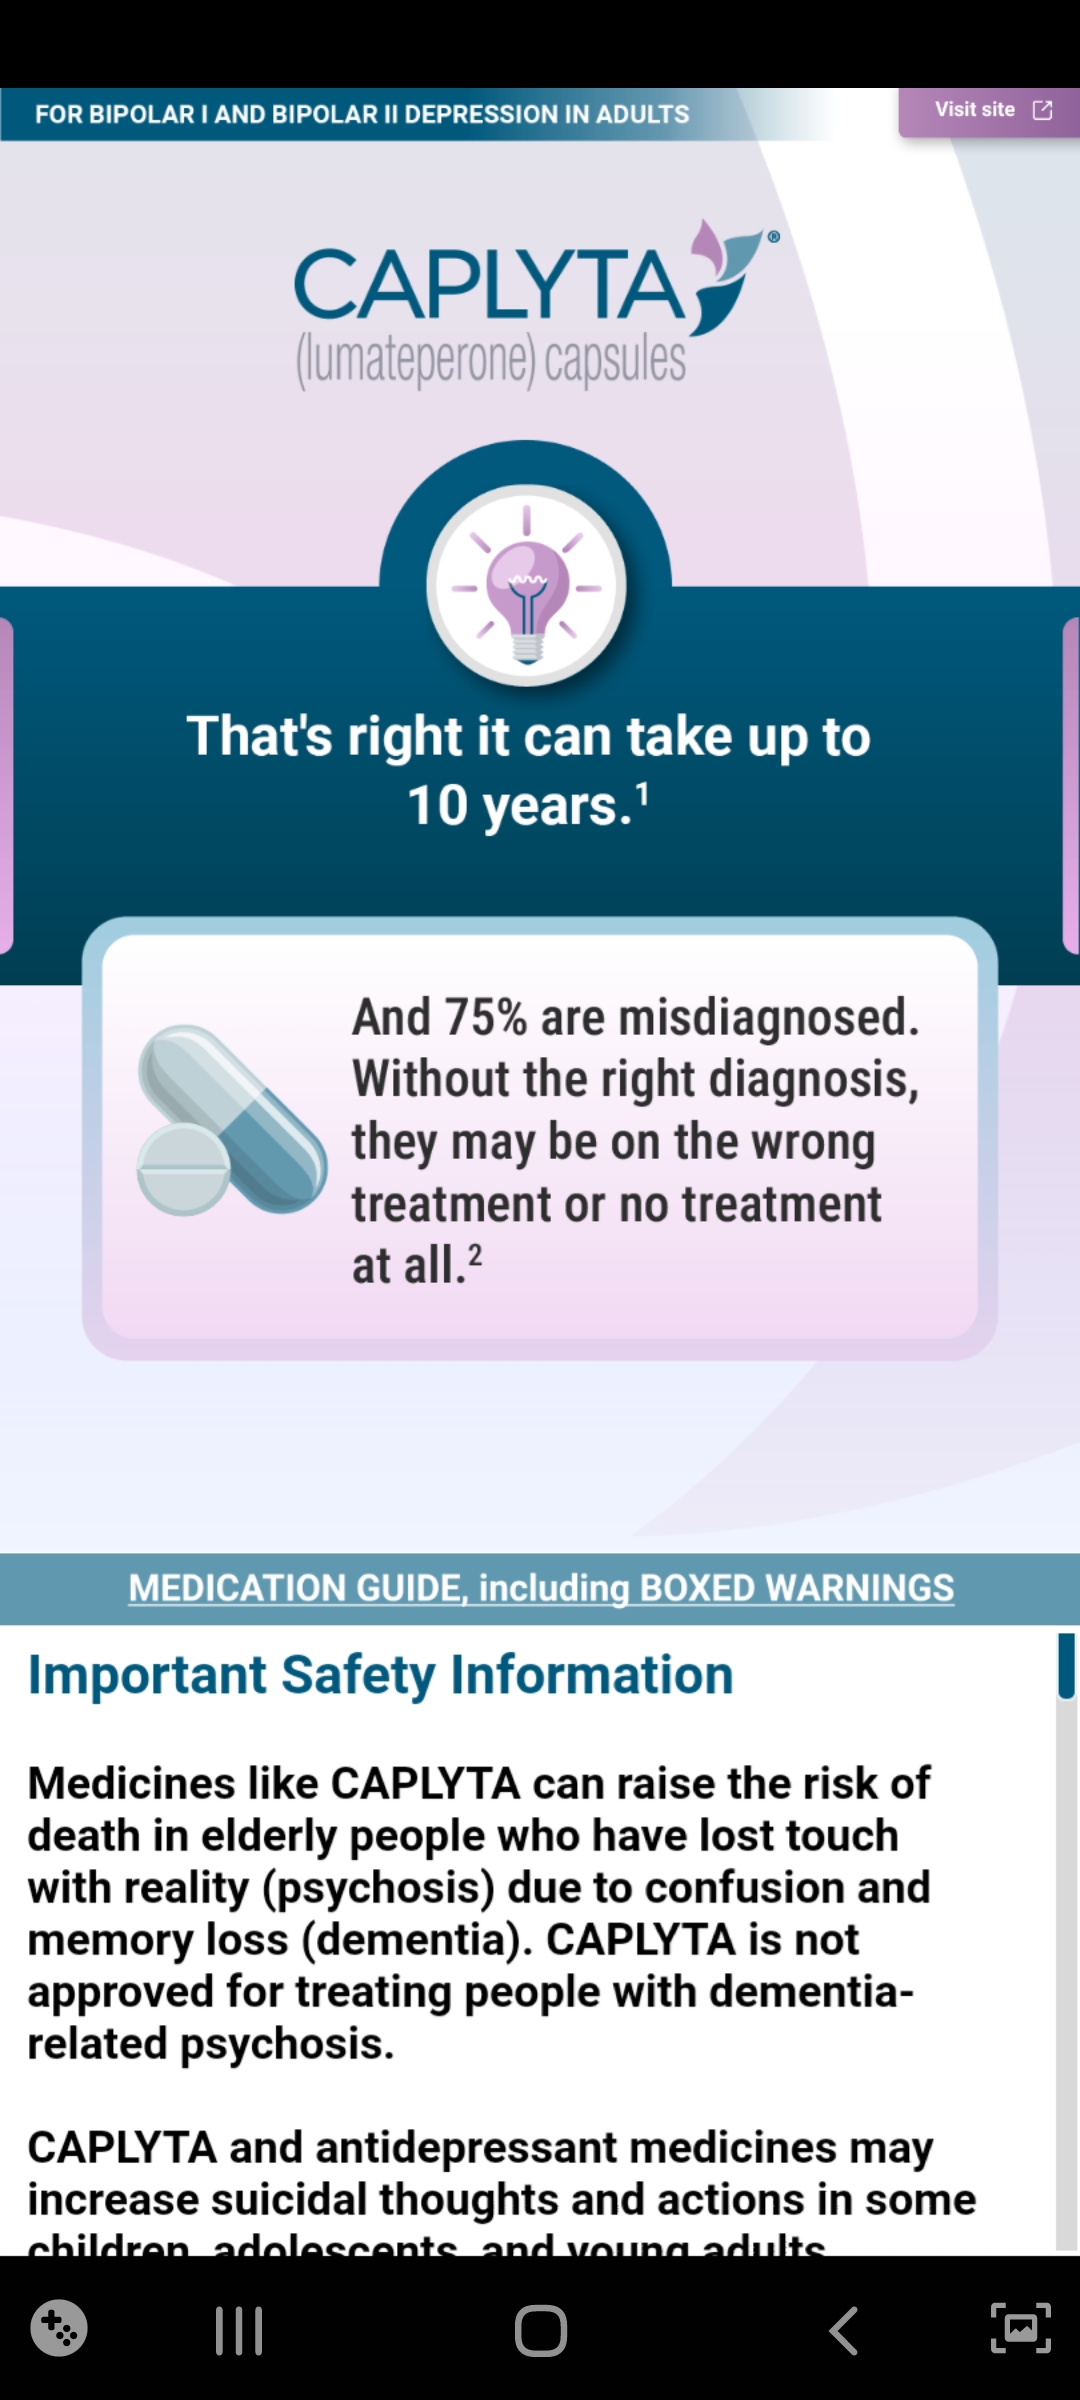 FOR BIPOLAR I AND BIPOLAR II DEPRESSION IN ADULTS
Visit site
CAPLYTA®
(lumateperone) capsules
That's right it can take up to
10 years.¹
And 75% are misdiagnosed.
Without the right diagnosis,
they may be on the wrong
treatment or no treatment
at all.²
MEDICATION GUIDE, including BOXED WARNINGS
Important Safety Information
Medicines like CAPLYTA can raise the risk of
death in elderly people who have lost touch
with reality (psychosis) due to confusion and
memory loss (dementia). CAPLYTA is not
approved for treating people with dementia-
related psychosis.
CAPLYTA and antidepressant medicines may
increase suicidal thoughts and actions in some
children, adolescents, and young adults